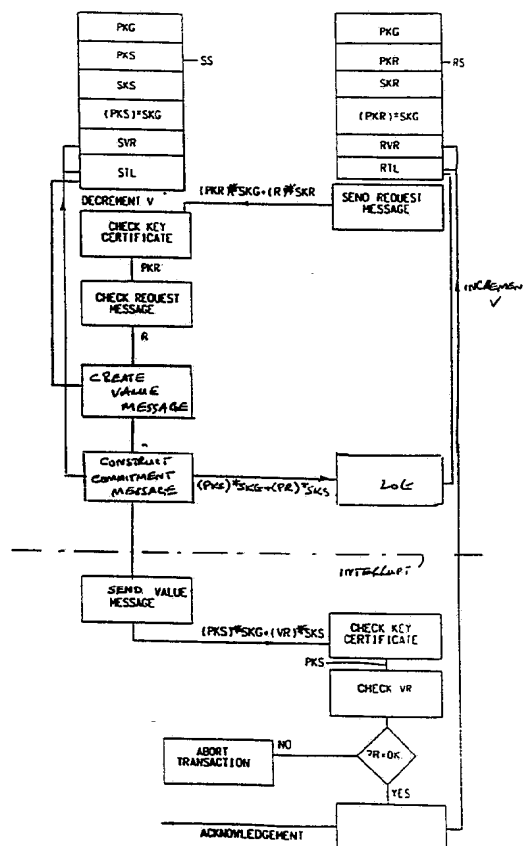 PKG
PKS
SS
SKS
(PKS)*SKG
SVR
STL
PKG
PKR
RS
SKR
(PKR)*SKG
RVR
RTL
DECREMENT V
(PKR)*SKG+(R)*SKR
SEND REQUEST
MESSAGE
CHECK KEY
CERTIFICATE
PKR
CHECK REQUEST
MESSAGE
R
INCREMEN
V
CREATE
VALUE
MESSAGE
CONSTRUCT
COMMITMENT
MESSAGE
(PKS)*SKG+(PR)*SKS
LOG
INTERRUPT
SEND VALUE
MESSAGE
(PKS)*SKG+(VR)*SKS
CHECK KEY
CERTIFICATE
PKS
CHECK VR
ABORT
TRANSACTION
NO
R=OK
YES
ACKNOWLEDGEMENT